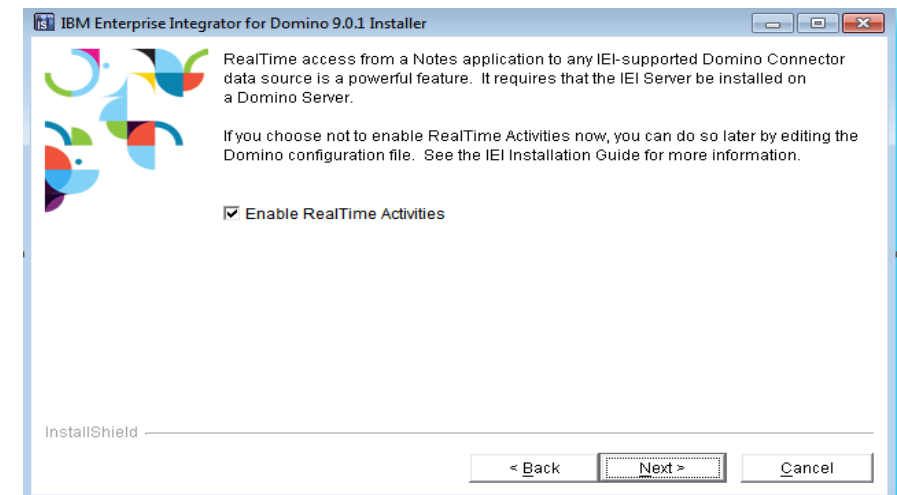 IBM Enterprise Integrator for Domino 9.0.1 Installer
RealTime access from a Notes application to any IEI-supported Domino Connector
data source is a powerful feature. It requires that the IEI Server be installed on
a Domino Server.
If you choose not to enable RealTime Activities now, you can do so later by editing the
Domino configuration file. See the IEI Installation Guide for more information.
Enable RealTime Activities
InstallShield
< Back
Next >
Cancel